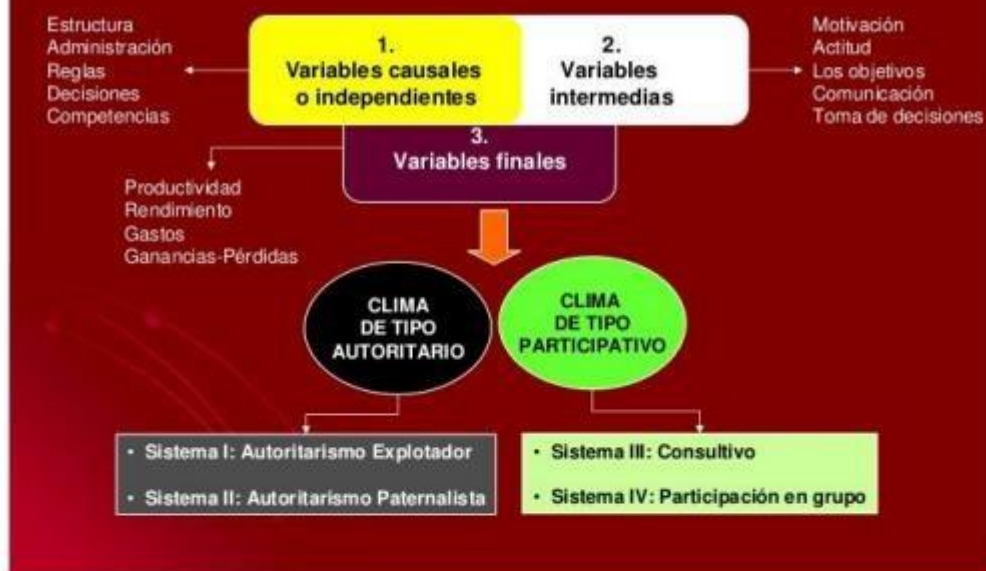 Estructura
Administración
Reglas
Decisiones
Competencias
1.
Variables causales
o independientes
2.
Variables
intermedias
Motivación
Actitud
Los objetivos
Comunicación
Toma de decisiones
3.
Variables finales
Productividad
Rendimiento
Gastos
Ganancias-Pérdidas
CLIMA
DE TIPO
AUTORITARIO
CLIMA
DE TIPO
PARTICIPATIVO
• Sistema I: Autoritarismo Explotador
• Sistema II: Autoritarismo Paternalista
• Sistema III: Consultivo
• Sistema IV: Participación en grupo